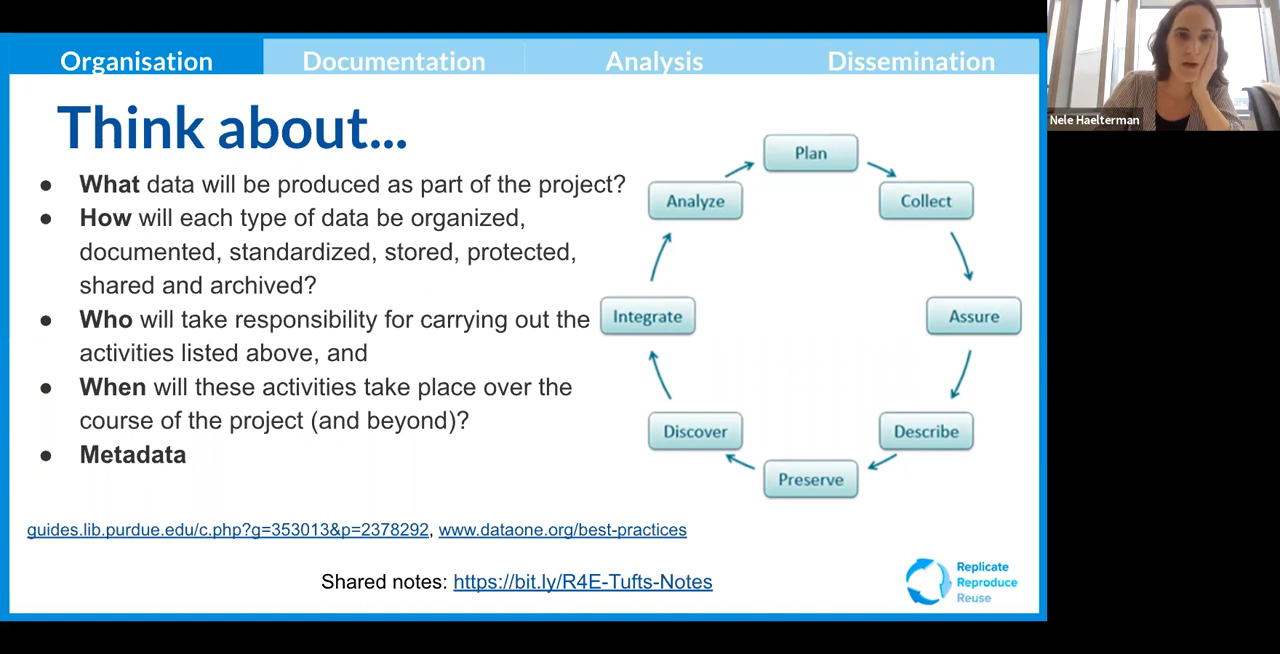 Organisation
Documentation
Analysis
Dissemination
Nele Haelterman
Think about...
● What data will be produced as part of the project?
● How will each type of data be organized,
documented, standardized, stored, protected,
shared and archived?
● Who will take responsibility for carrying out the
activities listed above, and
● When will these activities take place over the
course of the project (and beyond)?
● Metadata
Plan
Collect
Assure
Describe
Preserve
Discover
Integrate
Analyze
guides.lib.purdue.edu/c.php?g=353013&p=2378292, www.dataone.org/best-practices
Shared notes: https://bit.ly/R4E-Tufts-Notes
Replicate
Reproduce
Reuse